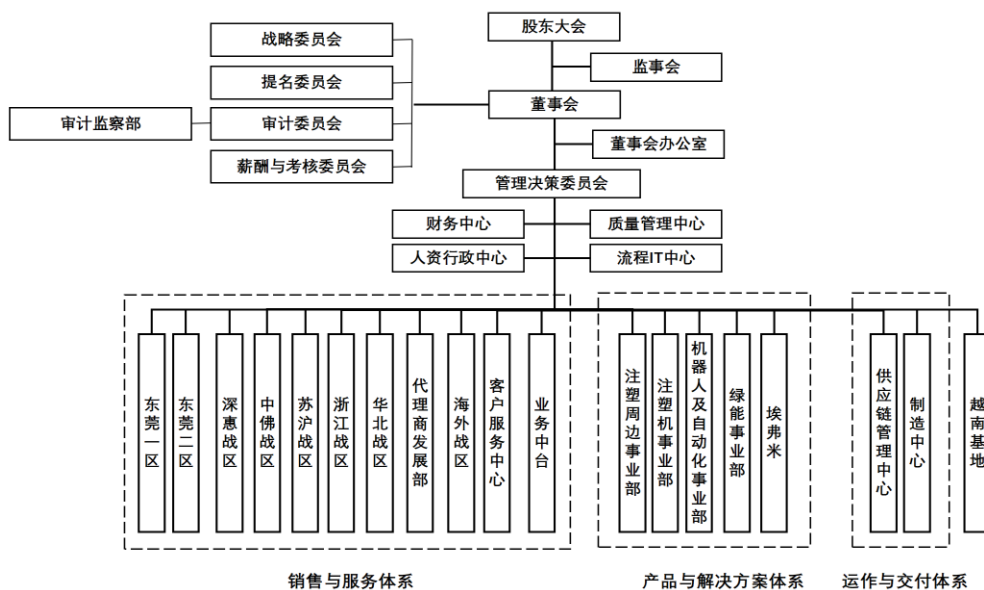 股东大会
战略委员会
监事会
提名委员会
董事会
审计监察部
审计委员会
董事会办公室
薪酬与考核委员会
管理决策委员会
财务中心
质量管理中心
人资行政中心
流程IT中心
东莞一区
东莞二区
深惠战区
中佛战区
苏沪战区
浙江战区
华北战区
代理商发展部
海外战区
客户服务中心
业务中台
注塑周边事业部
注塑机事业部
机器人及自动化事业部
绿能事业部
埃弗米
供应链管理中心
制造中心
越南基地
销售与服务体系
产品与解决方案体系
运作与交付体系